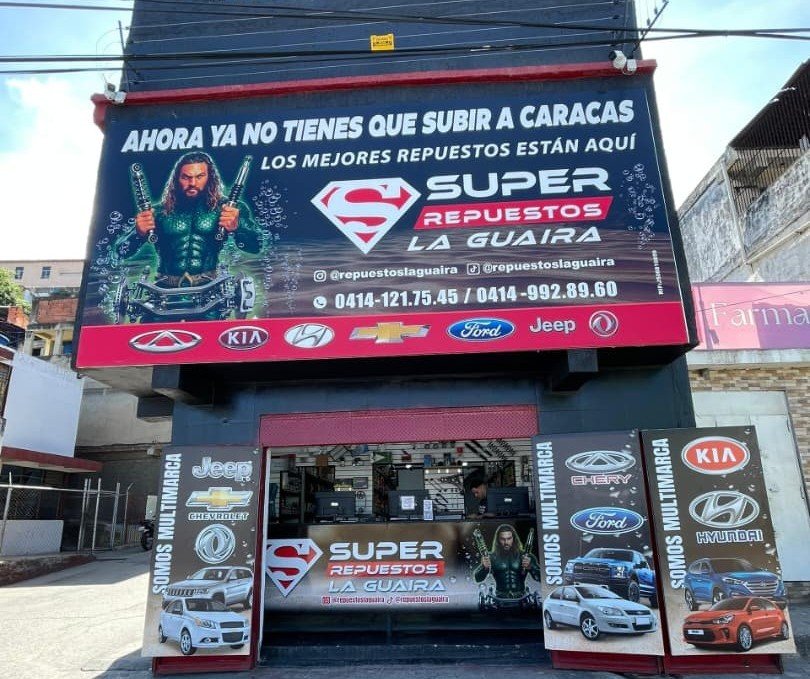 AHORA YA NO TIENES QUE SUBIR A CARACAS
LOS MEJORES REPUESTOS ESTÁN AQUÍ
S SUPER
REPUESTOS
LA GUAIRA
@repuestoslaguaira @repuestoslaguaira
0414-121.75.45 / 0414-992.89.60
KIA
Ford
Jeep
Farma
SOMOS MULTIMARCA
Jeep
CHEVROLET
S SUPER
REPUESTOS
LA GUAIRA
@repuestoslaguaira @repuestoslaguaira
SOMOS MULTIMARCA
CHERY
Ford
SOMOS MULTIMARCA
KIA
HYUNDAI